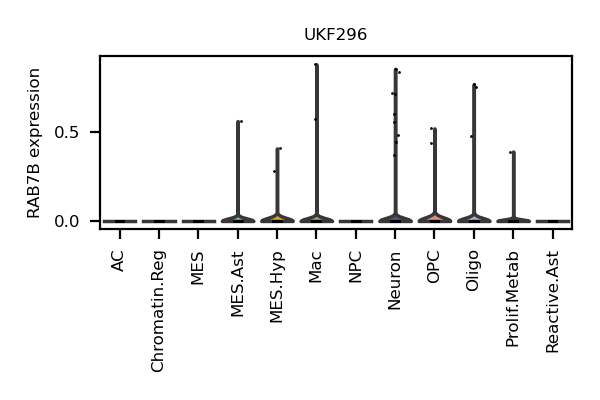 UKF296
RAB7B expression
0.5
0.0
AC
Chromatin.Reg
MES
MES.Ast
MES.Hyp
Mac
NPC
Neuron
OPC
Oligo
Prolif.Metab
Reactive.Ast